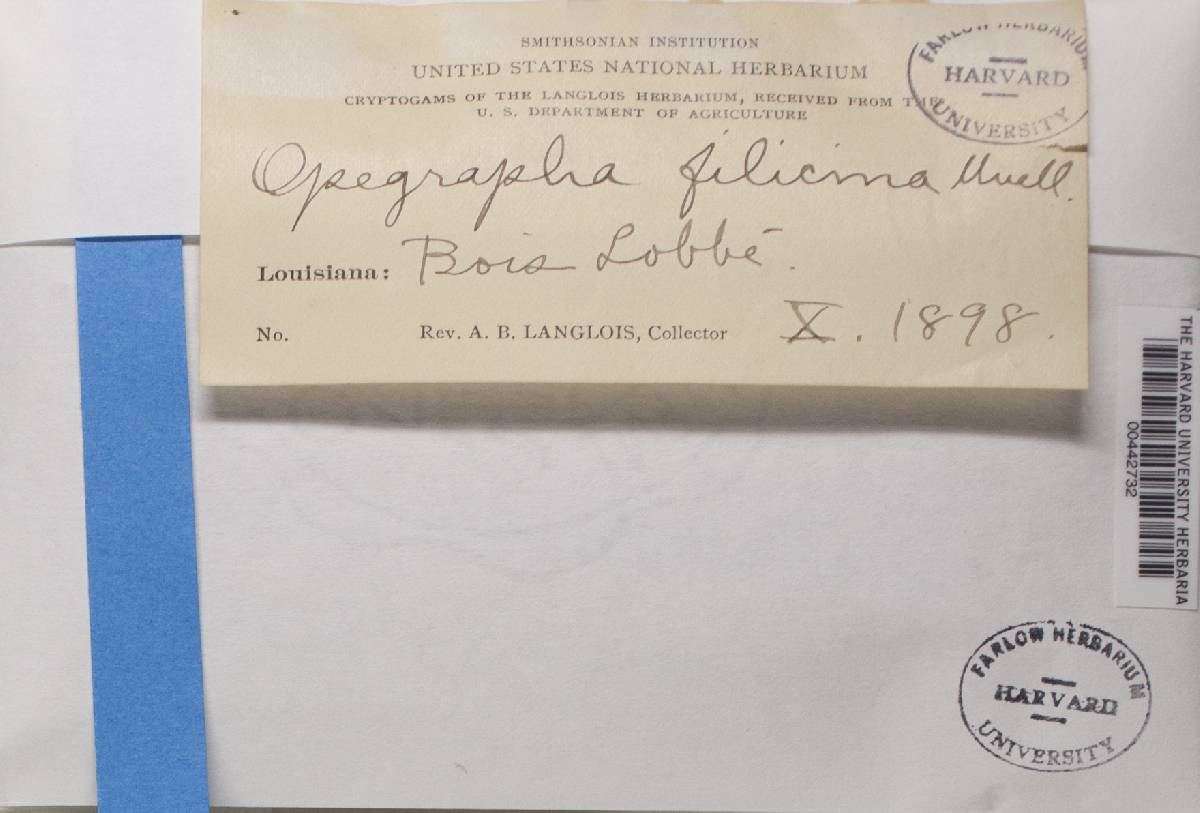 SMITHSONIAN INSTITUTION
UNITED STATES NATIONAL HERBARIUM
CRYPTOGAMS OF THE LANGLOIS HERBARIUM, RECEIVED FROM THE
U. S. DEPARTMENT OF AGRICULTURE
FARLOW HERBARIUM
HARVARD
UNIVERSITY
Opegrapha filicina Muell.
Louisiana: Bois Lobbé.
No. Rev. A. B. LANGLOIS, Collector X. 1898.
THE HARVARD UNIVERSITY HERBARIA
00442732
FARLOW HERBARIUM
HARVARD
UNIVERSITY